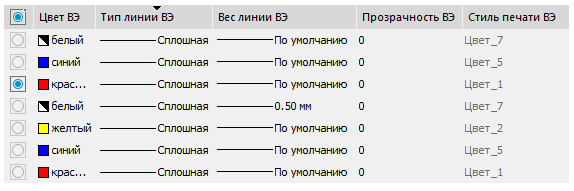 Цвет ВЭ Тип линии ВЭ Вес линии ВЭ Прозрачность ВЭ Стиль печати ВЭ
белый Сплошная По умолчанию 0 Цвет_7
синий Сплошная По умолчанию 0 Цвет_5
крас... Сплошная По умолчанию 0 Цвет_1
белый Сплошная 0.50 мм 0 Цвет_7
желтый Сплошная По умолчанию 0 Цвет_2
синий Сплошная По умолчанию 0 Цвет_5
крас... Сплошная По умолчанию 0 Цвет_1